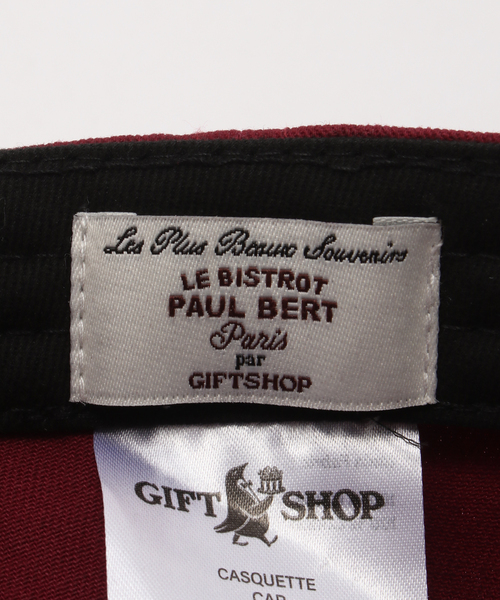 Les Plus Beaux Souvenirs
LE BISTROT
PAUL BERT
Paris
par
GIFTSHOP
GIFT SHOP
CASQUETTE
CAP